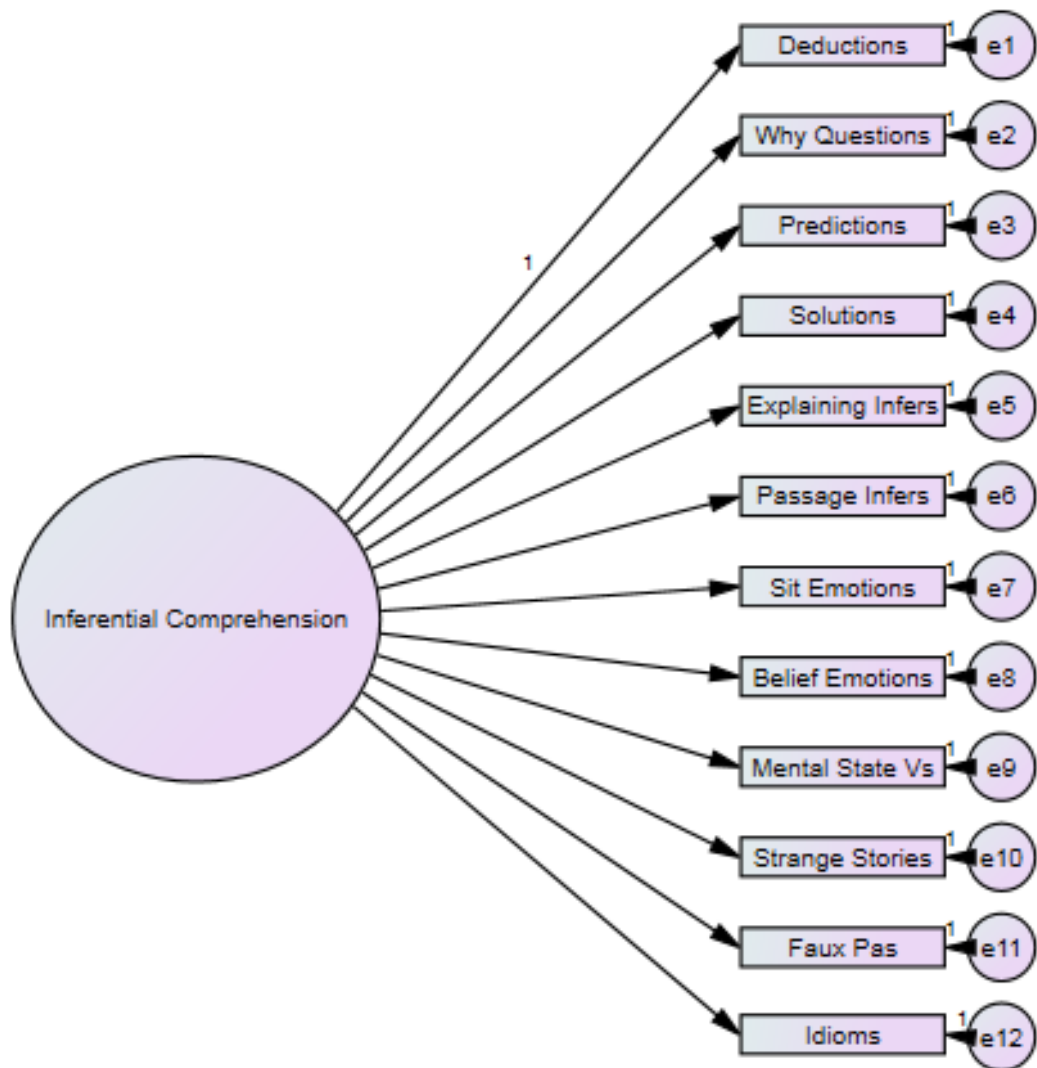 1
Deductions
e1
1
Why Questions
e2
1
Predictions
e3
1
1
Solutions
e4
1
Explaining Infers
e5
1
Passage Infers
e6
1
Sit Emotions
e7
Inferential Comprehension
1
Belief Emotions
e8
1
Mental State Vs
e9
1
Strange Stories
e10
1
Faux Pas
e11
1
Idioms
e12